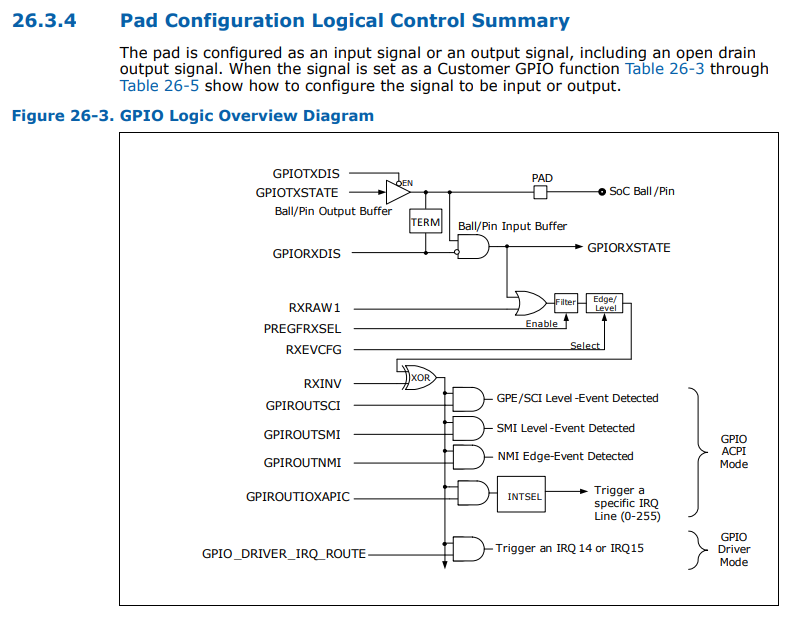 26.3.4 Pad Configuration Logical Control Summary
The pad is configured as an input signal or an output signal, including an open drain
output signal. When the signal is set as a Customer GPIO function Table 26-3 through
Table 26-5 show how to configure the signal to be input or output.
Figure 26-3. GPIO Logic Overview Diagram
GPIOTXDIS
EN
GPIOTXSTATE
PAD
SoC Ball/Pin
Ball/Pin Output Buffer
TERM
Ball/Pin Input Buffer
GPIORXDIS
GPIORXSTATE
RXRAW1
Filter
Edge/
Level
PREGFRXSEL
Enable
RXEVCFG
Select
RXINV
XOR
GPIROUTSCI
GPE/SCI Level-Event Detected
GPIROUTSMI
SMI Level-Event Detected
GPIROUTNMI
NMI Edge-Event Detected
GPIO
ACPI
Mode
GPIROUTIOXAPIC
INTSEL
Trigger a
specific IRQ
Line (0-255)
GPIO_DRIVER_IRQ_ROUTE
Trigger an IRQ 14 or IRQ15
GPIO
Driver
Mode